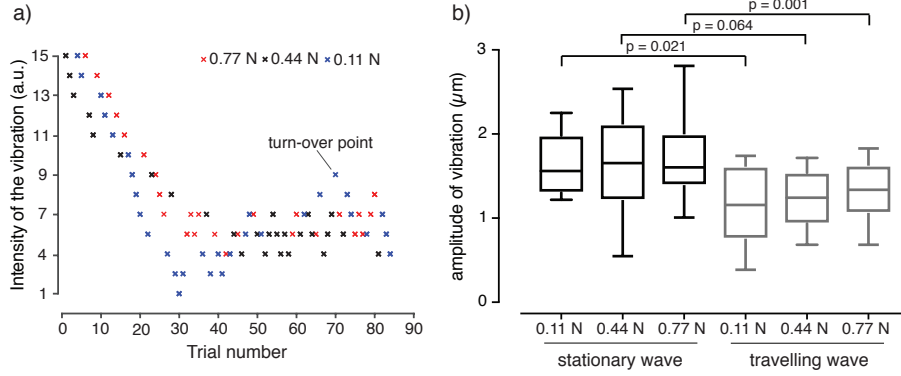 a)
Intensity of the vibration (a.u.)
15
13
11
9
7
4
1
0.77 N
0.44 N
0.11 N
turn-over point
0 10 20 30 40 50 60 70 80 90
Trial number
b)
amplitude of vibration (µm)
3
2
1
0
p = 0.001
p = 0.064
p = 0.021
0.11 N 0.44 N 0.77 N 0.11 N 0.44 N 0.77 N
stationary wave travelling wave